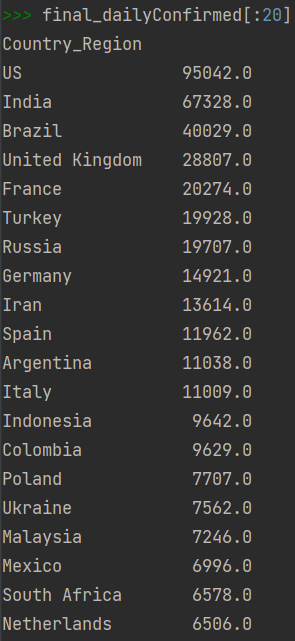 >>> final_dailyConfirmed[:20]
Country_Region
US 95042.0
India 67328.0
Brazil 40029.0
United Kingdom 28807.0
France 20274.0
Turkey 19928.0
Russia 19707.0
Germany 14921.0
Iran 13614.0
Spain 11962.0
Argentina 11038.0
Italy 11009.0
Indonesia 9642.0
Colombia 9629.0
Poland 7707.0
Ukraine 7562.0
Malaysia 7246.0
Mexico 6996.0
South Africa 6578.0
Netherlands 6506.0